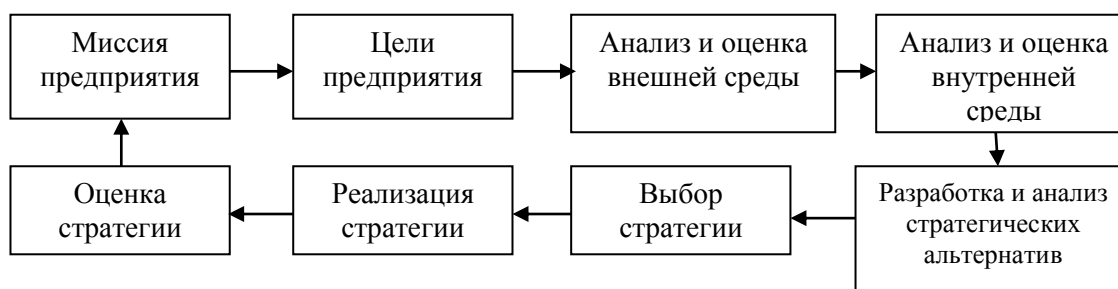 Миссия
предприятия
Цели
предприятия
Анализ и оценка
внешней среды
Анализ и оценка
внутренней
среды
Оценка
стратегии
Реализация
стратегии
Выбор
стратегии
Разработка и анализ
стратегических
альтернатив